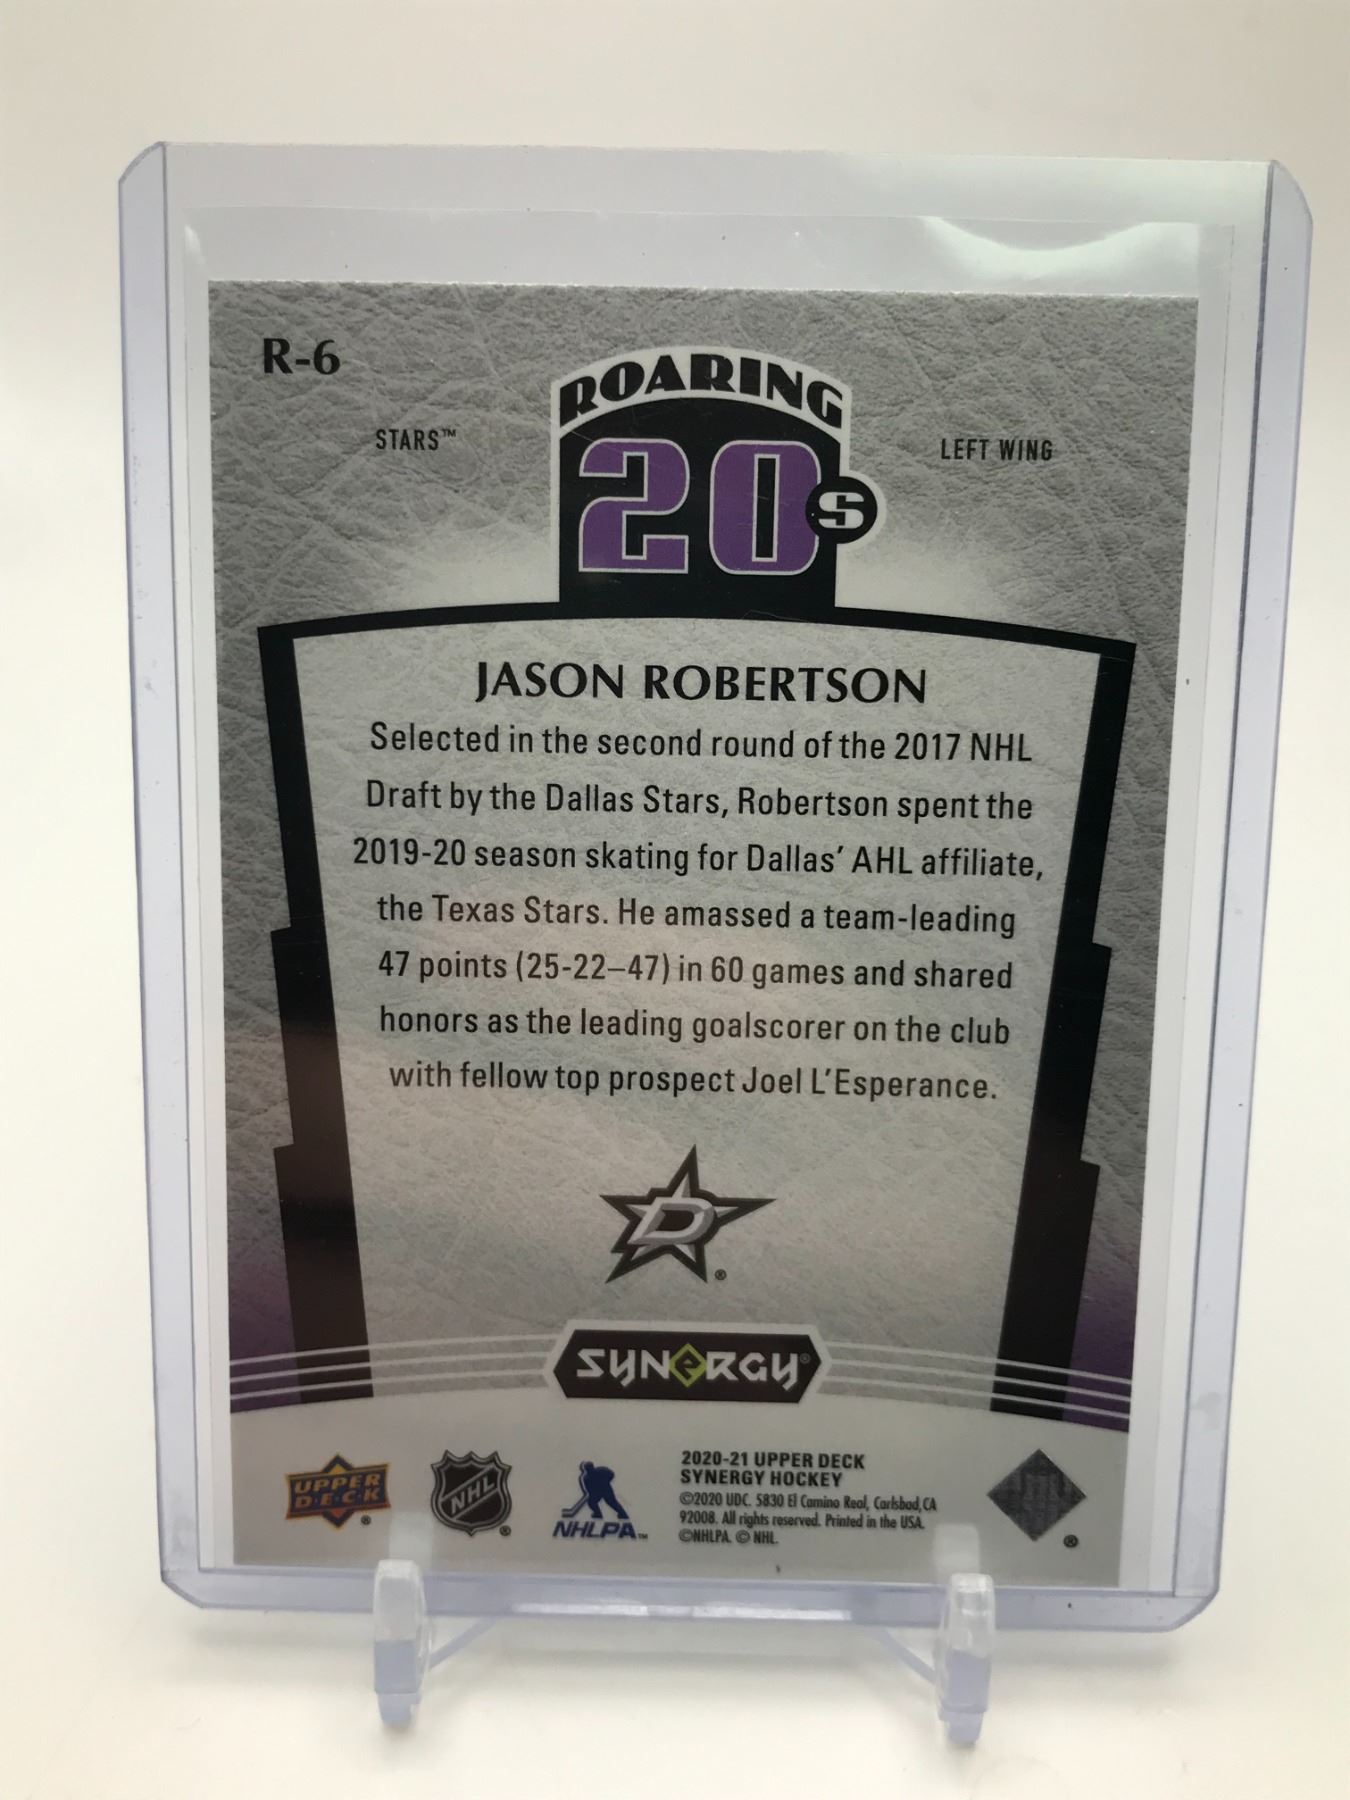 R-6
ROARING
STARS™
20s
LEFT WING
JASON ROBERTSON
Selected in the second round of the 2017 NHL
Draft by the Dallas Stars, Robertson spent the
2019-20 season skating for Dallas' AHL affiliate,
the Texas Stars. He amassed a team-leading
47 points (25-22–47) in 60 games and shared
honors as the leading goalscorer on the club
with fellow top prospect Joel L'Esperance.
D
®
SYNERGY®
UPPER
D·E·C·K
®
NHL
®
NHLPA™
2020-21 UPPER DECK
SYNERGY HOCKEY
©2020 UDC. 5830 El Camino Real, Carlsbad, CA
92008. All rights reserved. Printed in the USA.
©NHLPA. © NHL.
®